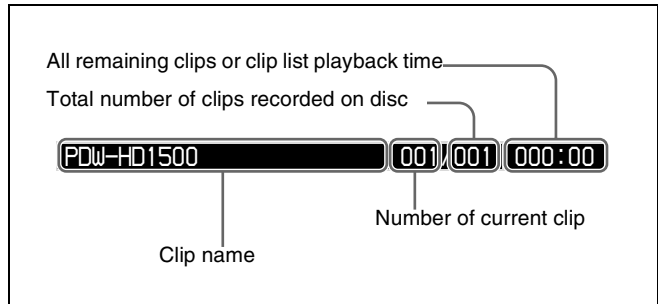 All remaining clips or clip list playback time
Total number of clips recorded on disc
PDW-HD1500 001/001 000:00
Number of current clip
Clip name